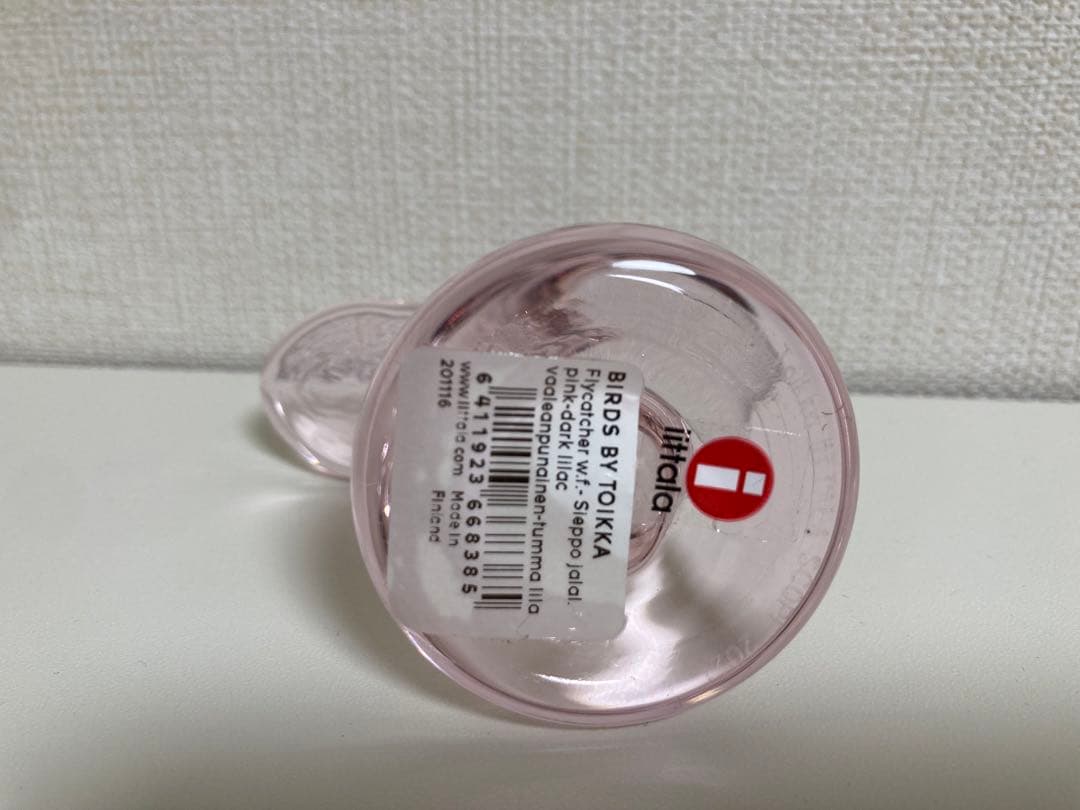 BIRDS BY TOIKKA
Flycatcher w.f.- Sieppo jalal.
pink-dark lilac
vaaleanpunainen-tumma lila
6 411923 668385
www.iittala.com Made in
201116 Finland
i
iittala